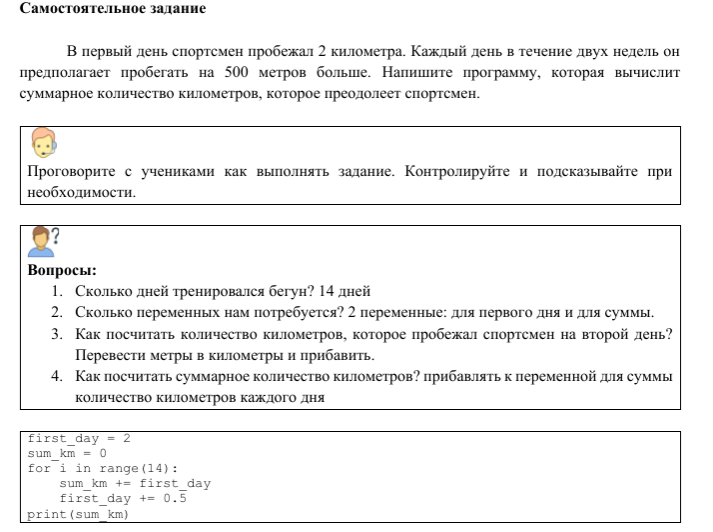 Самостоятельное задание
В первый день спортсмен пробежал 2 километра. Каждый день в течение двух недель он
предполагает пробегать на 500 метров больше. Напишите программу, которая вычислит
суммарное количество километров, которое преодолеет спортсмен.
Проговорите с учениками как выполнять задание. Контролируйте и подсказывайте при
необходимости.
?
Вопросы:
1. Сколько дней тренировался бегун? 14 дней
2. Сколько переменных нам потребуется? 2 переменные: для первого дня и для суммы.
3. Как посчитать количество километров, которое пробежал спортсмен на второй день?
Перевести метры в километры и прибавить.
4. Как посчитать суммарное количество километров? прибавлять к переменной для суммы
количество километров каждого дня
first_day = 2
sum_km = 0
for i in range(14):
    sum_km += first_day
    first_day += 0.5
print(sum_km)